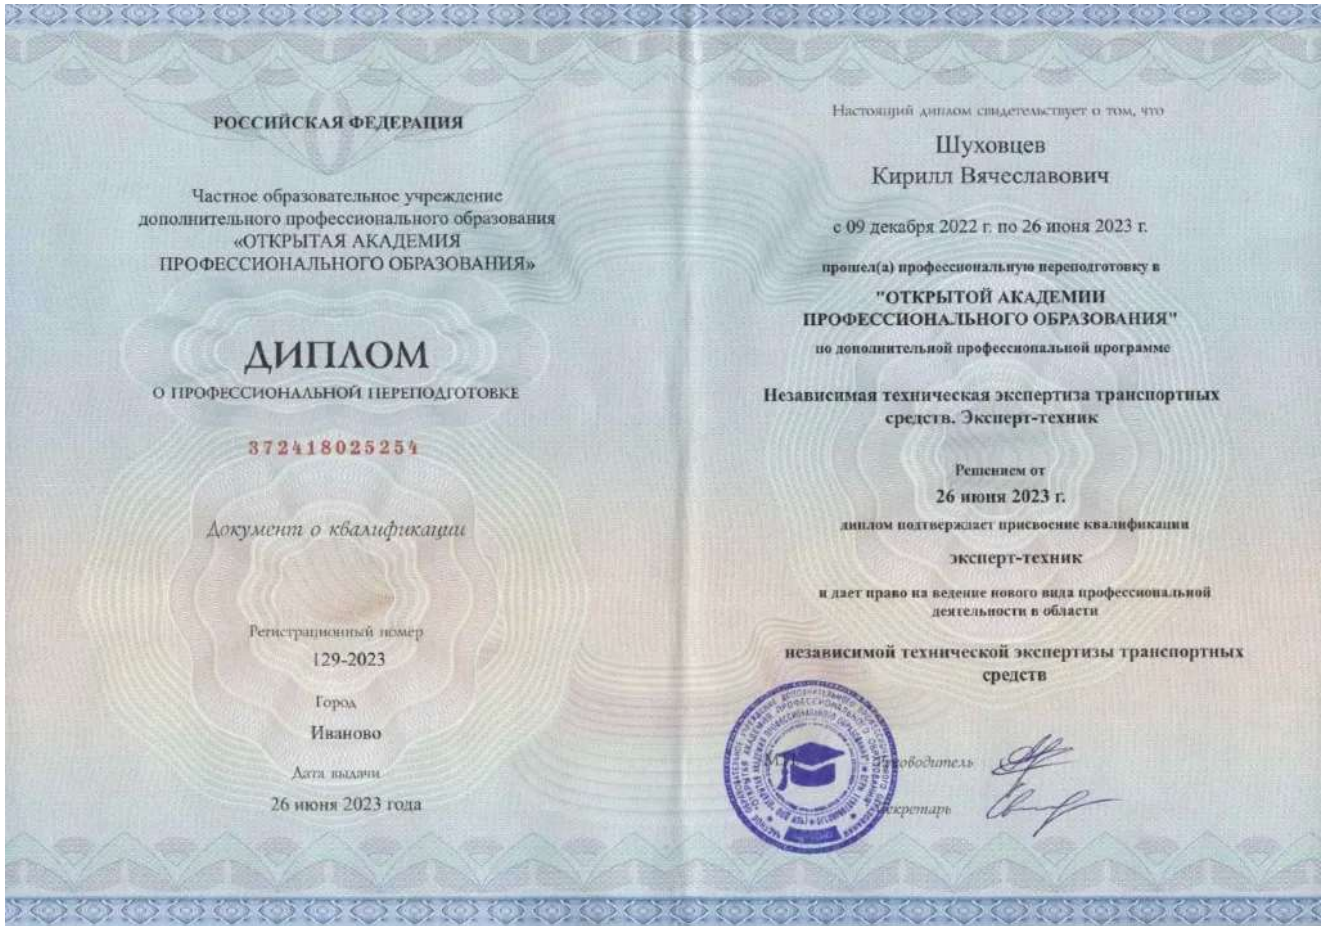 РОССИЙСКАЯ ФЕДЕРАЦИЯ
Частное образовательное учреждение
дополнительного профессионального образования
«ОТКРЫТАЯ АКАДЕМИЯ
ПРОФЕССИОНАЛЬНОГО ОБРАЗОВАНИЯ»
ДИПЛОМ
О ПРОФЕССИОНАЛЬНОЙ ПЕРЕПОДГОТОВКЕ
372418025254
Документ о квалификации
Регистрационный номер
129-2023
Город
Иваново
Дата выдачи
26 июня 2023 года
Настоящий диплом свидетельствует о том, что
Шуховцев
Кирилл Вячеславович
с 09 декабря 2022 г. по 26 июня 2023 г.
прошел(а) профессиональную переподготовку в
"ОТКРЫТОЙ АКАДЕМИИ
ПРОФЕССИОНАЛЬНОГО ОБРАЗОВАНИЯ"
по дополнительной профессиональной программе
Независимая техническая экспертиза транспортных
средств. Эксперт-техник
Решением от
26 июня 2023 г.
диплом подтверждает присвоение квалификации
эксперт-техник
и дает право на ведение нового вида профессиональной
деятельности в области
независимой технической экспертизы транспортных
средств
М.П.
Руководитель
Секретарь